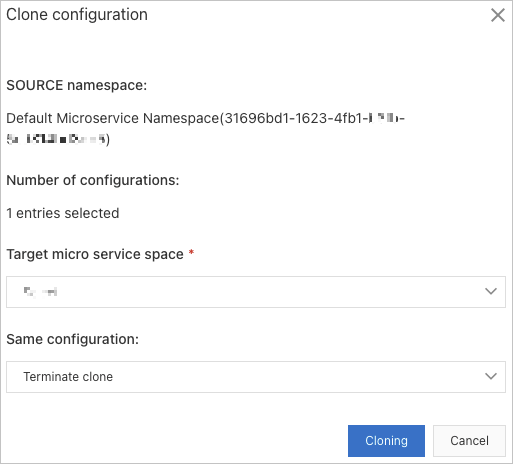 Clone configuration
SOURCE namespace:
Default Microservice Namespace(31696bd1-1623-4fb1-
)
Number of configurations:
1 entries selected
Target micro service space *
Same configuration:
Terminate clone
Cloning Cancel